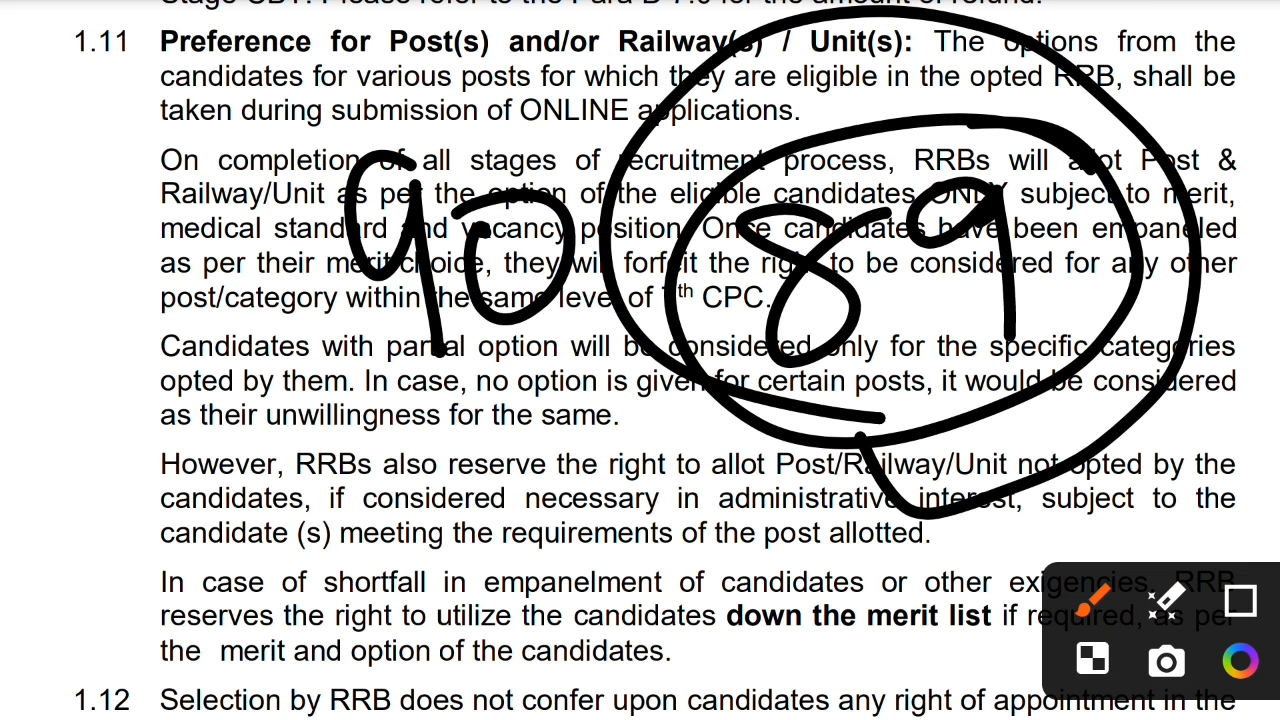 1.11 Preference for Post(s) and/or Railway(s) / Unit(s): The options from the
candidates for various posts for which they are eligible in the opted RRB, shall be
taken during submission of ONLINE applications.
On completion of all stages of recruitment process, RRBs will allot Post &
Railway/Unit as per the option of the eligible candidates ONLY subject to merit,
medical standard and vacancy position. Once candidates have been empaneled
as per their merit/choice, they will forfeit the right to be considered for any other
post/category within the same level of 7th CPC.
90 89
Candidates with partial option will be considered only for the specific categories
opted by them. In case, no option is given for certain posts, it would be considered
as their unwillingness for the same.
However, RRBs also reserve the right to allot Post/Railway/Unit not opted by the
candidates, if considered necessary in administrative interest, subject to the
candidate (s) meeting the requirements of the post allotted.
In case of shortfall in empanelment of candidates or other exigencies, RRB
reserves the right to utilize the candidates down the merit list if required, as per
the merit and option of the candidates.
1.12 Selection by RRB does not confer upon candidates any right of appointment in the